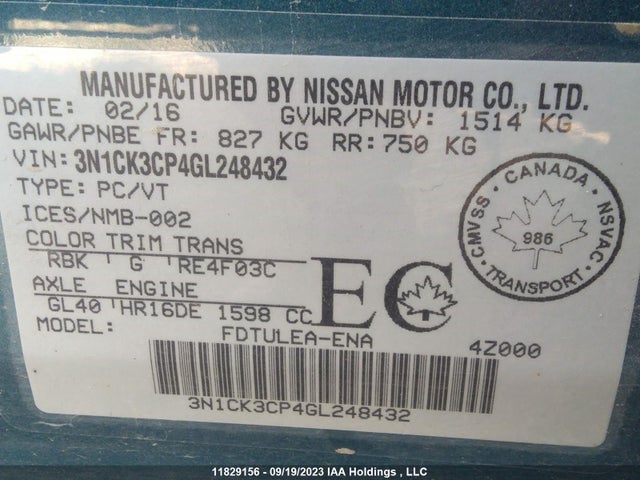 MANUFACTURED BY NISSAN MOTOR CO., LTD.
DATE: 02/16 GVWR/PNBV: 1514 KG
GAWR/PNBE FR: 827 KG RR: 750 KG
VIN: 3N1CK3CP4GL248432
TYPE: PC/VT
ICES/NMB-002
COLOR TRIM TRANS
RBK G RE4F03C
AXLE ENGINE
GL40 HR16DE 1598 CC
MODEL: FDTULEA-ENA
4Z000
EC
CANADA
CMVSS 986 NSVAC
TRANSPORT
3N1CK3CP4GL248432
11829156 - 09/19/2023 IAA Holdings , LLC